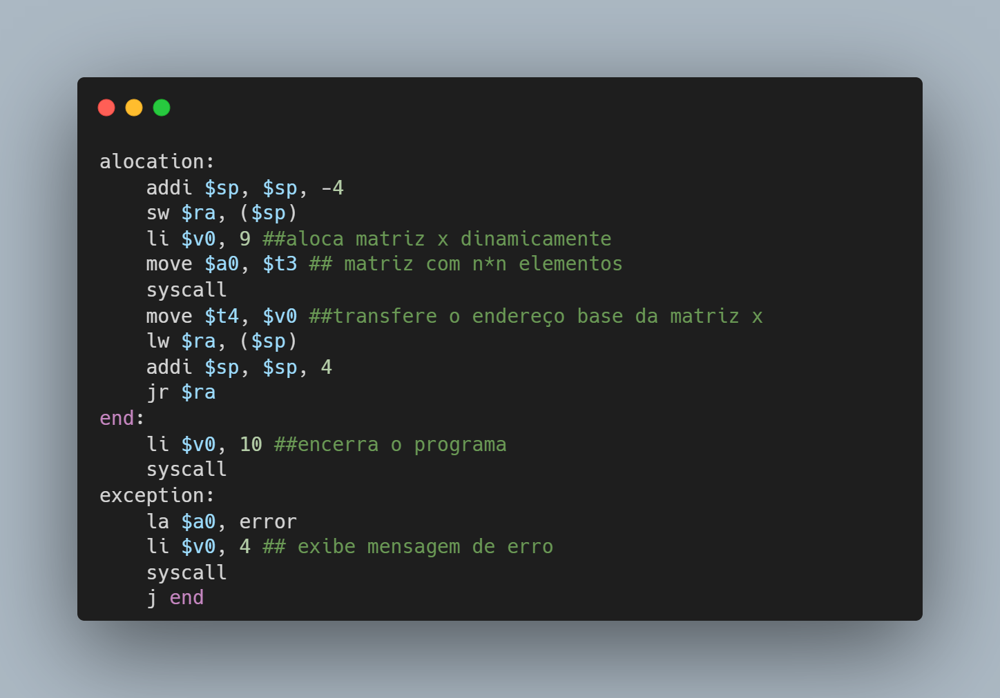 alocation:
    addi $sp, $sp, -4
    sw $ra, ($sp)
    li $v0, 9 ##aloca matriz x dinamicamente
    move $a0, $t3 ## matriz com n*n elementos
    syscall
    move $t4, $v0 ##transfere o endereço base da matriz x
    lw $ra, ($sp)
    addi $sp, $sp, 4
    jr $ra
end:
    li $v0, 10 ##encerra o programa
    syscall
exception:
    la $a0, error
    li $v0, 4 ## exibe mensagem de erro
    syscall
    j end